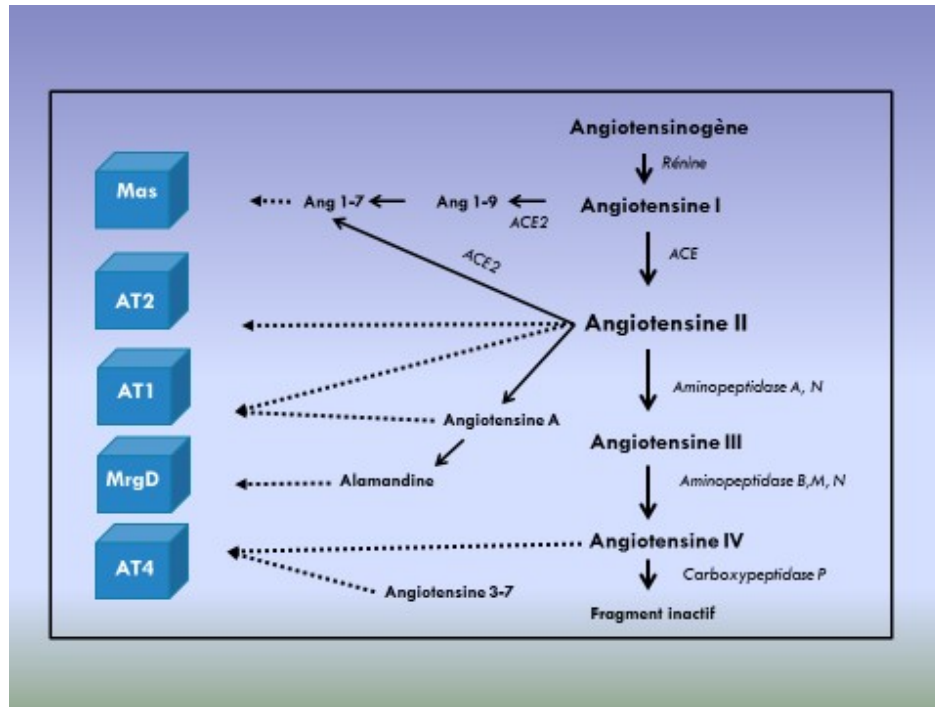 Angiotensinogène
Rénine
Mas
Ang 1-7
Ang 1-9
Angiotensine I
ACE2
ACE
ACE2
AT2
Angiotensine II
AT1
Aminopeptidase A, N
Angiotensine A
Angiotensine III
MrgD
Alamandine
Aminopeptidase B,M, N
Angiotensine IV
AT4
Carboxypeptidase P
Angiotensine 3-7
Fragment inactif